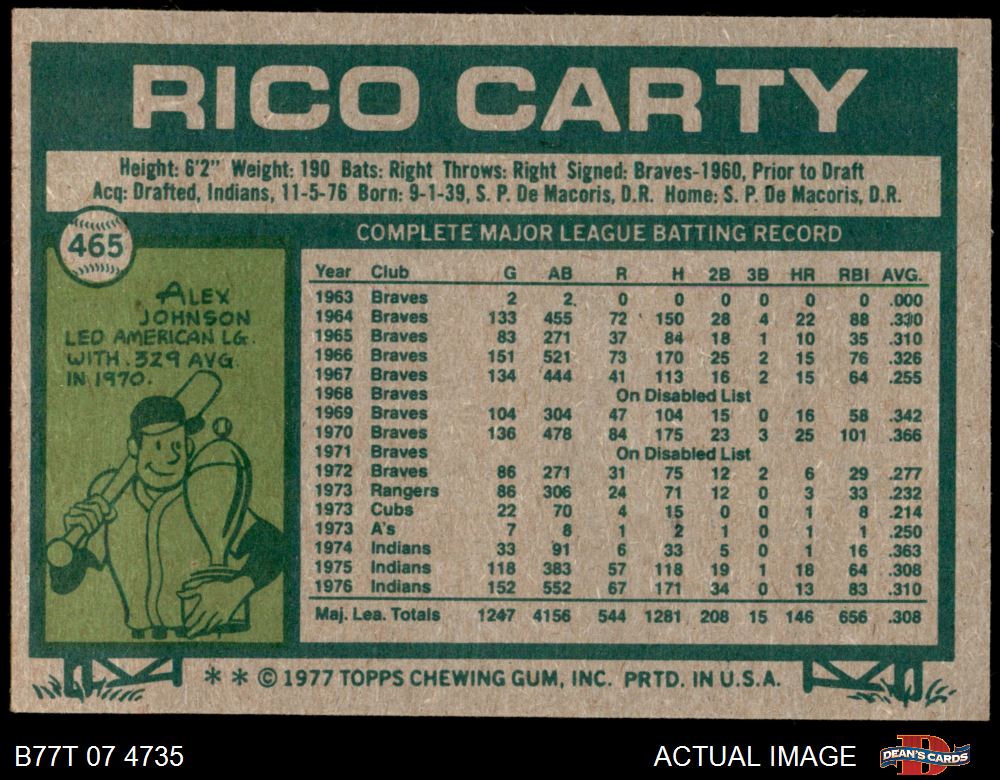 RICO CARTY
Height: 6'2" Weight: 190 Bats: Right Throws: Right Signed: Braves-1960, Prior to Draft
Acq: Drafted, Indians, 11-5-76 Born: 9-1-39, S. P. De Macoris, D.R. Home: S. P. De Macoris, D.R.
465
ALEX
JOHNSON
LED AMERICAN LG.
WITH .329 AVG.
IN 1970.
COMPLETE MAJOR LEAGUE BATTING RECORD
Year Club G AB R H 2B 3B HR RBI AVG.
1963 Braves 2 2 0 0 0 0 0 0 .000
1964 Braves 133 455 72 150 28 4 22 88 .330
1965 Braves 83 271 37 84 18 1 10 35 .310
1966 Braves 151 521 73 170 25 2 15 76 .326
1967 Braves 134 444 41 113 16 2 15 64 .255
1968 Braves On Disabled List
1969 Braves 104 304 47 104 15 0 16 58 .342
1970 Braves 136 478 84 175 23 3 25 101 .366
1971 Braves On Disabled List
1972 Braves 86 271 31 75 12 2 6 29 .277
1973 Rangers 86 306 24 71 12 0 3 33 .232
1973 Cubs 22 70 4 15 0 0 1 8 .214
1973 A's 7 8 1 2 1 0 1 1 .250
1974 Indians 33 91 6 33 5 0 1 16 .363
1975 Indians 118 383 57 118 19 1 18 64 .308
1976 Indians 152 552 67 171 34 0 13 83 .310
Maj. Lea. Totals 1247 4156 544 1281 208 15 146 656 .308
* * © 1977 TOPPS CHEWING GUM, INC. PRTD. IN U.S.A.
B77T 07 4735 ACTUAL IMAGE DEAN'S CARDS